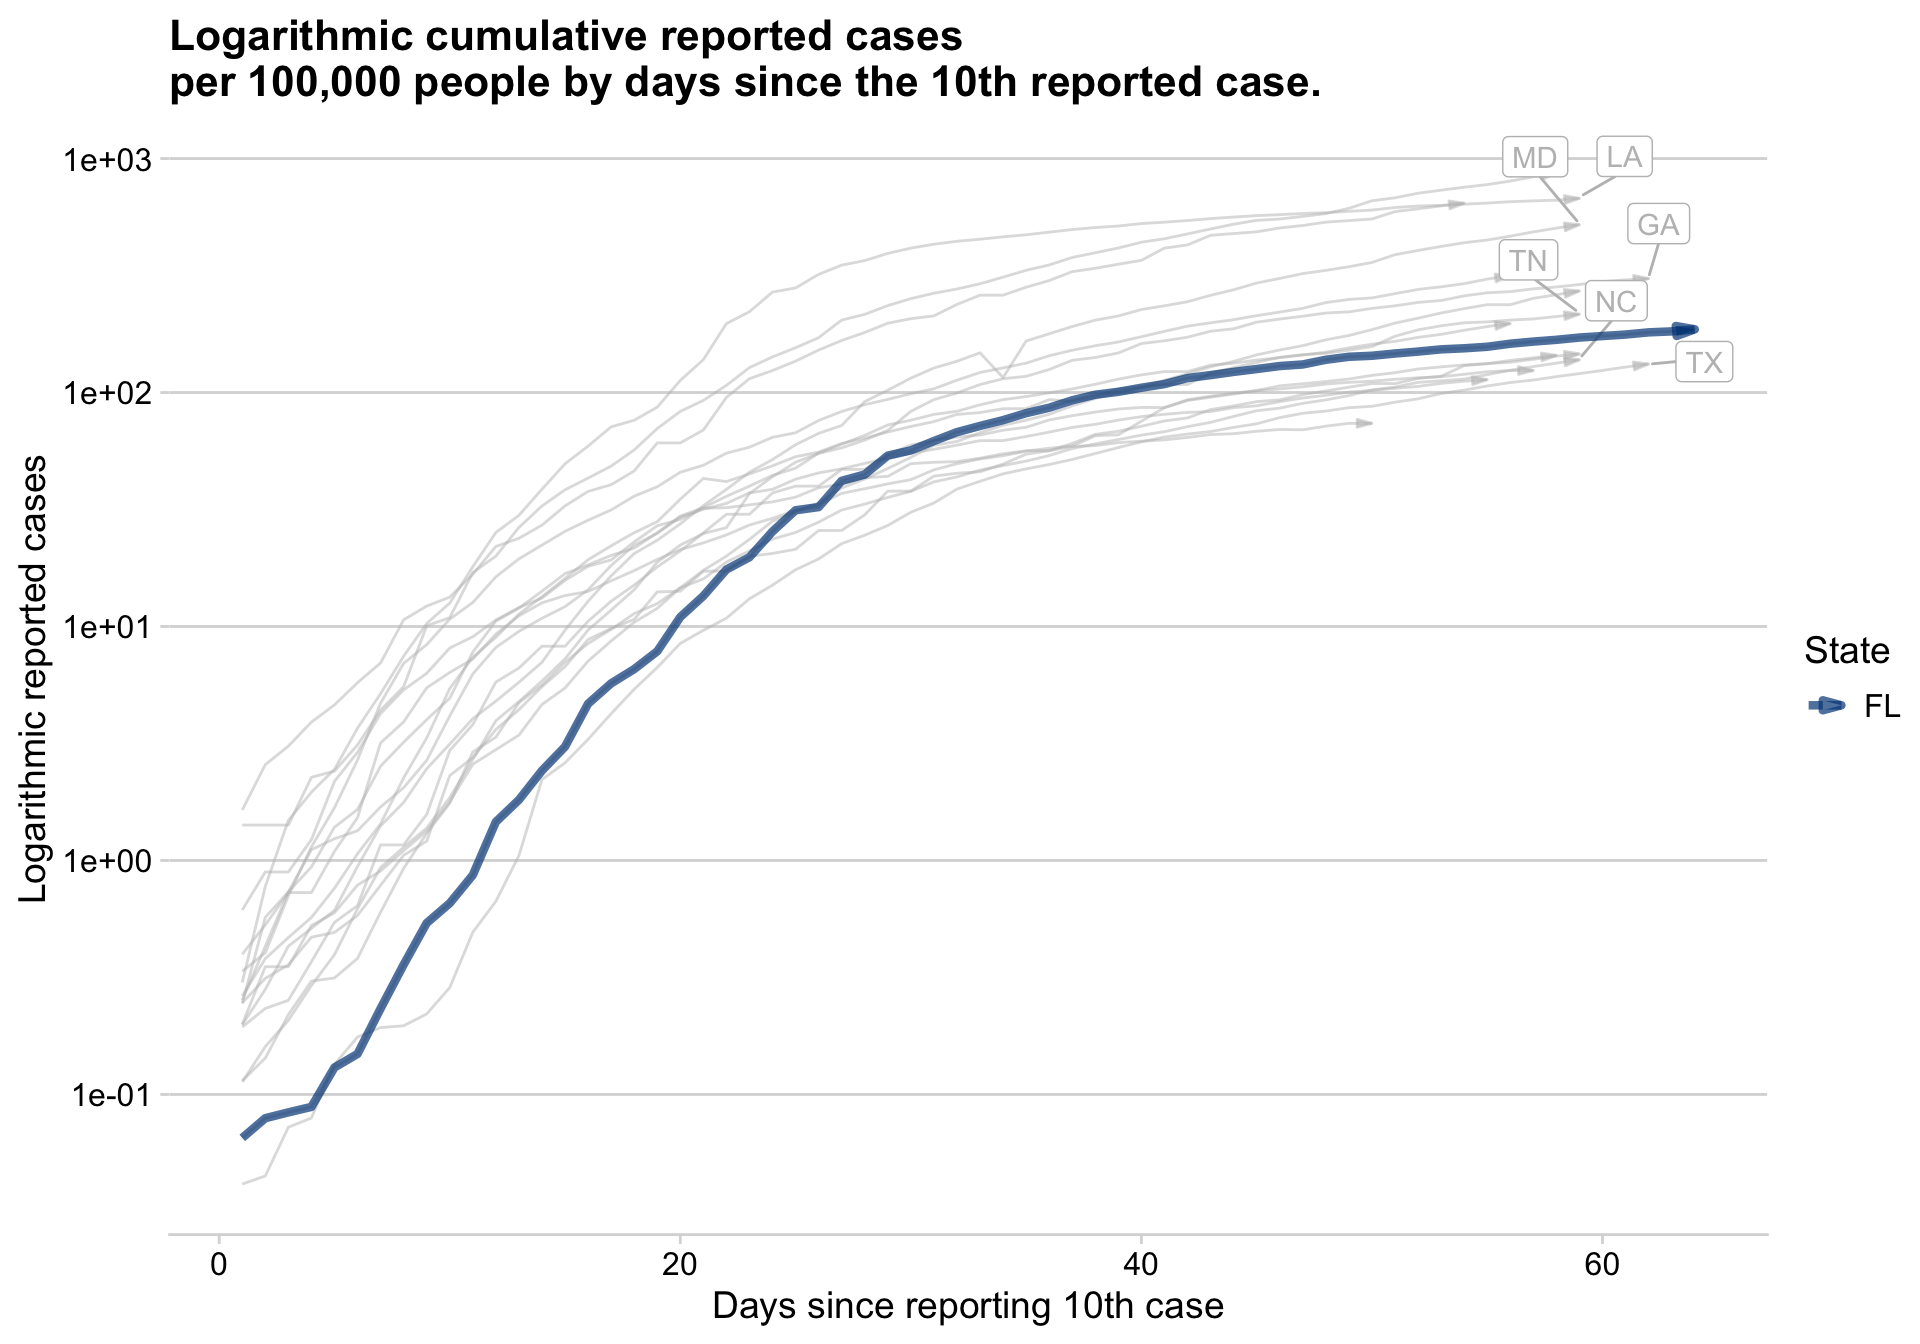 Logarithmic cumulative reported cases
per 100,000 people by days since the 10th reported case.
1e+03
1e+02
1e+01
1e+00
1e-01
Logarithmic reported cases
MD
LA
GA
TN
NC
TX
State
FL
0
20
40
60
Days since reporting 10th case